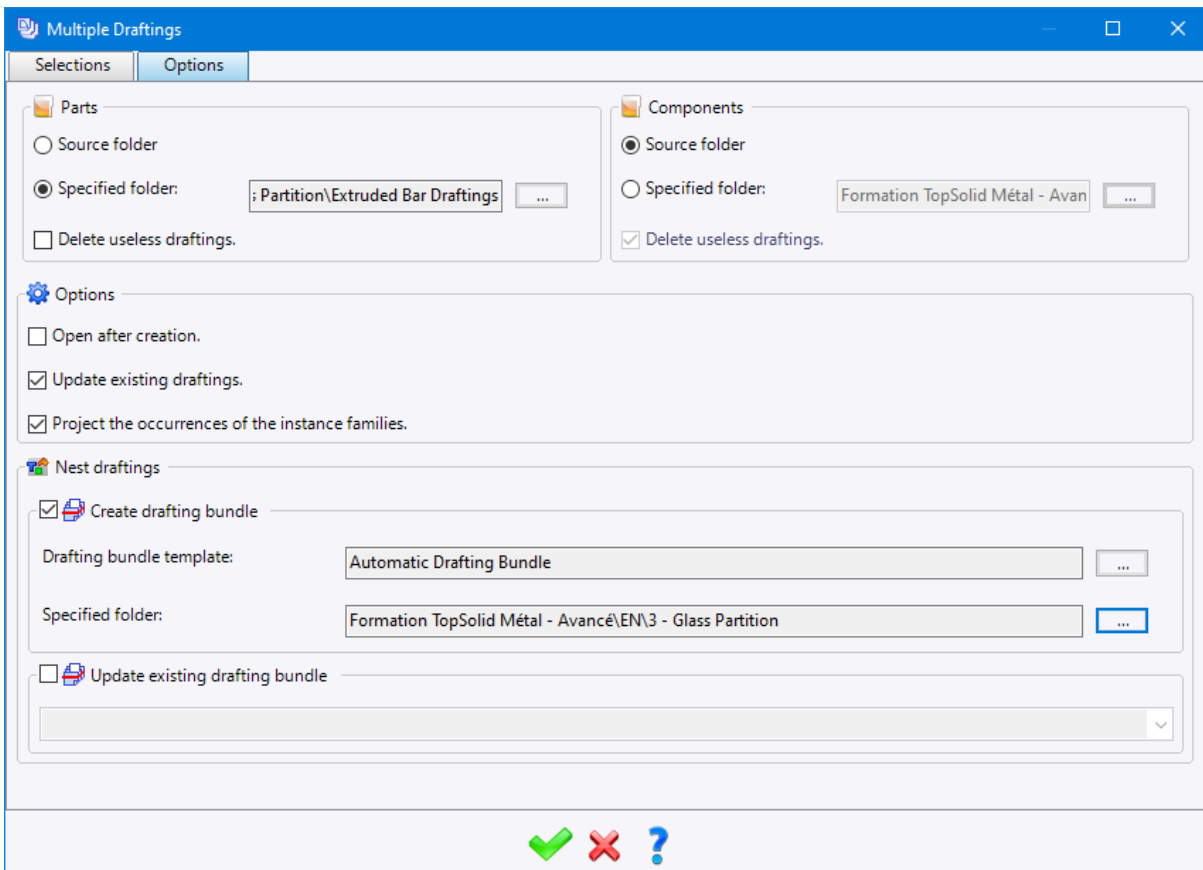 Multiple Draftings
Selections Options
Parts
Source folder
Specified folder: Partition\Extruded Bar Draftings ...
Delete useless draftings.
Components
Source folder
Specified folder: Formation TopSolid Métal - Avan ...
Delete useless draftings.
Options
Open after creation.
Update existing draftings.
Project the occurrences of the instance families.
Nest draftings
Create drafting bundle
Drafting bundle template: Automatic Drafting Bundle ...
Specified folder: Formation TopSolid Métal - Avancé\EN\3 - Glass Partition ...
Update existing drafting bundle